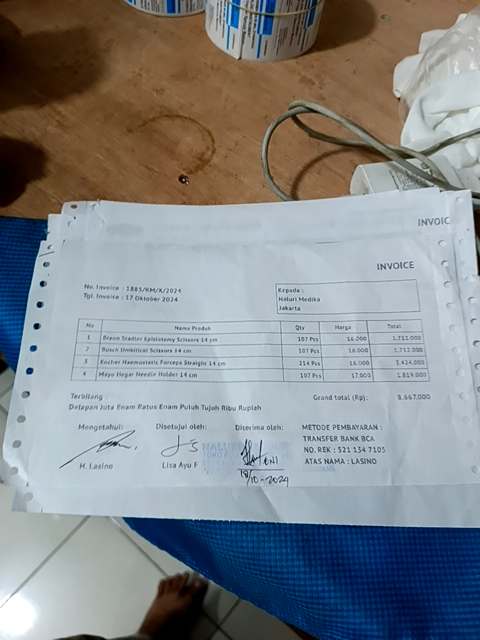 INVOIC
INVOICE
No. Invoice : 1885/KM/X/2024
Tgl. Invoice : 17 Oktober 2024
Kepada :
Naluri Medika
Jakarta
No Nama Produk Qty Harga Total
1 Braun Stadler Episiotomy Scissors 14 cm 107 Pcs 16.000 1.712.000
2 Busch Umbilical Scissors 14 cm 107 Pcs 16.000 1.712.000
3 Kocher Haemostatic Forceps Straight 14 cm 214 Pcs 16.000 3.424.000
4 Mayo Hegar Needle Holder 14 cm 107 Pcs 17.000 1.819.000
Terbilang : Grand total (Rp): 8.667.000
Delapan Juta Enam Ratus Enam Puluh Tujuh Ribu Rupiah
Mengetahui: Disetujui oleh: Diterima oleh:
H. Lasino Lisa Ayu F
18/10-2024
METODE PEMBAYARAN :
TRANSFER BANK BCA
NO. REK : 521 134 7105
ATAS NAMA : LASINO